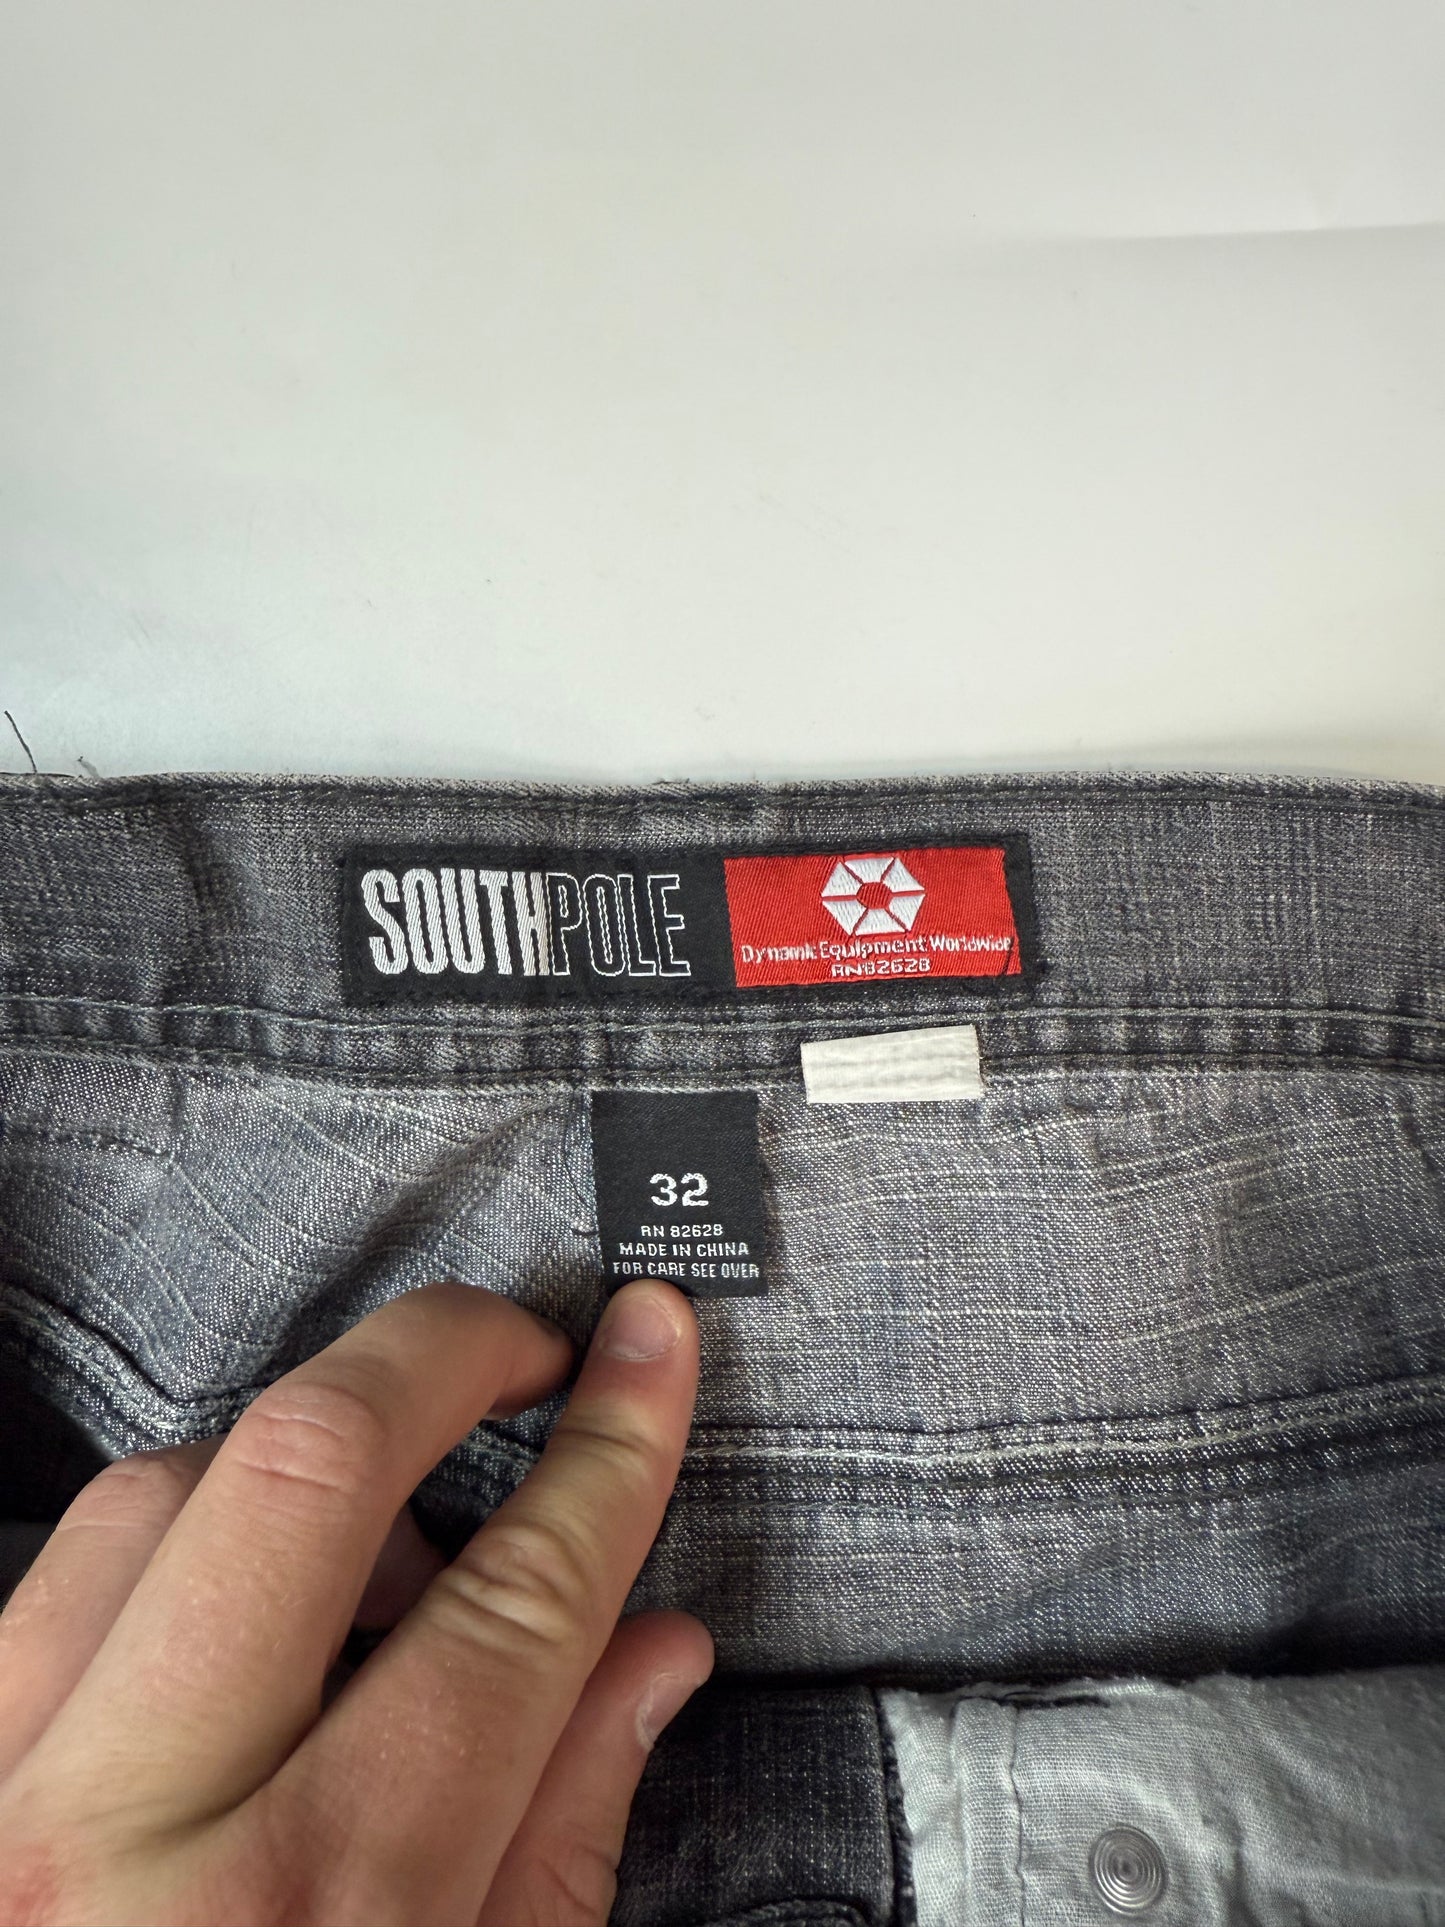 SOUTHPOLE
Dynamic Equipment Worldwide
RN82628
32
RN 82628
MADE IN CHINA
FOR CARE SEE OVER